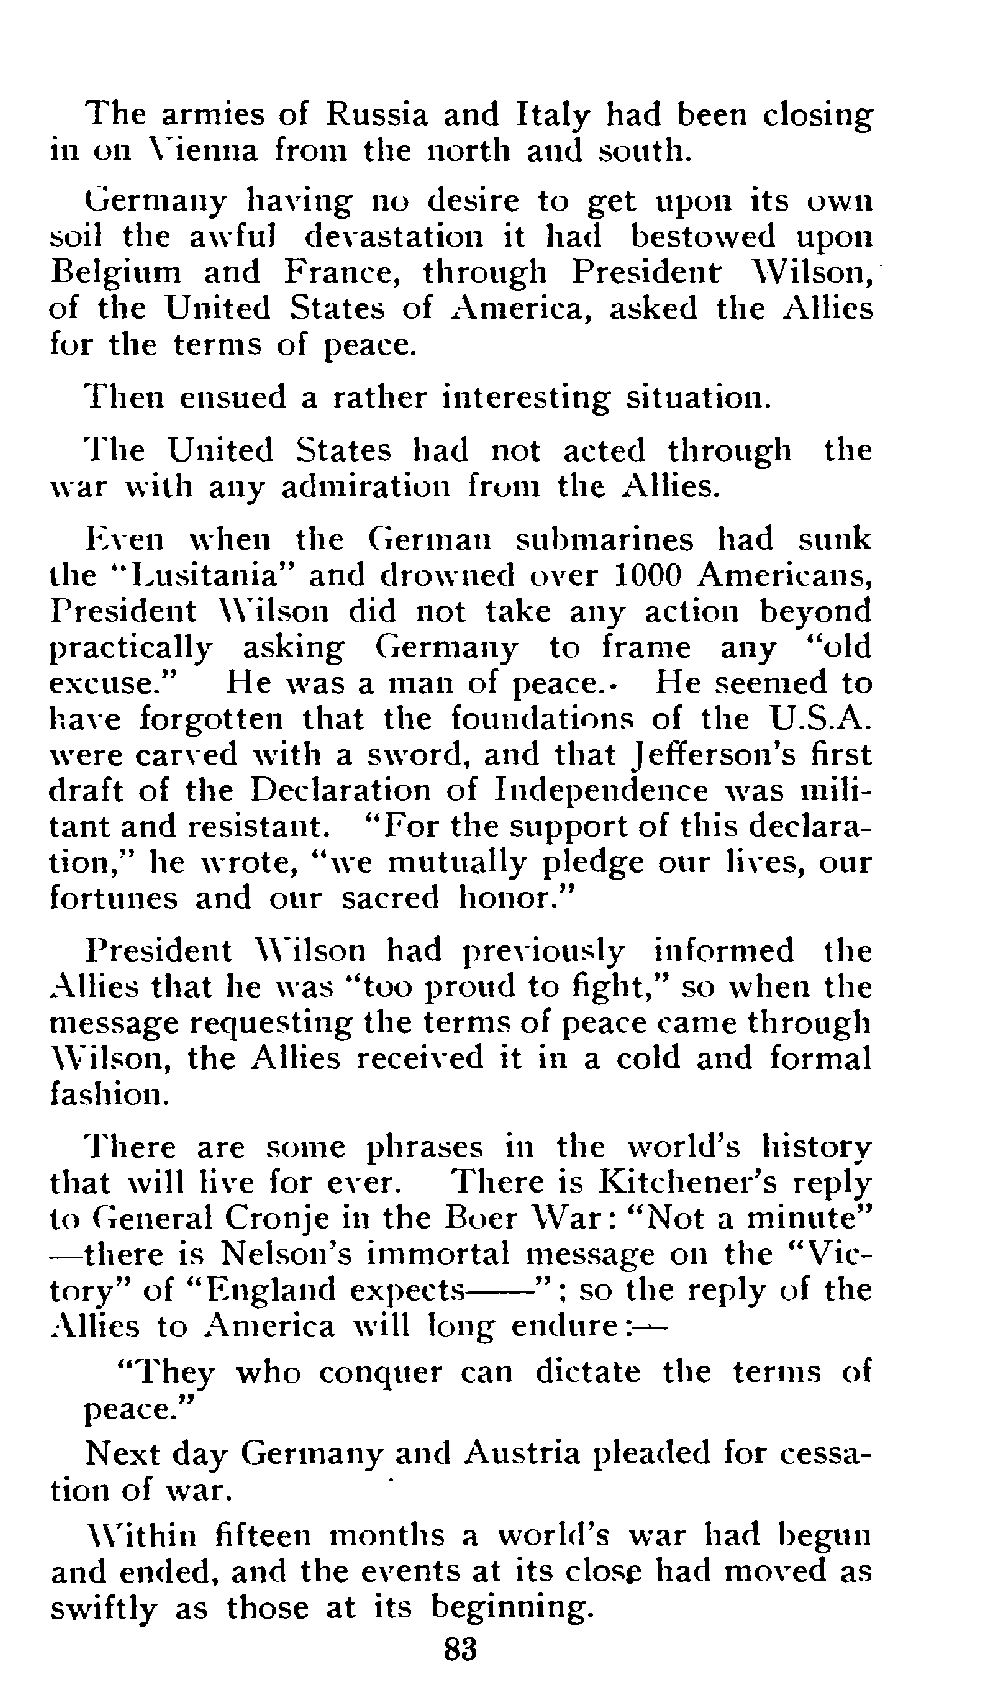 The armies of Russia and Italy had been closing
in on Vienna from the north and south.
Germany having no desire to get upon its own
soil the awful devastation it had bestowed upon
Belgium and France, through President Wilson,
of the United States of America, asked the Allies
for the terms of peace.
Then ensued a rather interesting situation.
The United States had not acted through the
war with any admiration from the Allies.
Even when the German submarines had sunk
the "Lusitania" and drowned over 1000 Americans,
President Wilson did not take any action beyond
practically asking Germany to frame any "old
excuse." He was a man of peace. He seemed to
have forgotten that the foundations of the U.S.A.
were carved with a sword, and that Jefferson's first
draft of the Declaration of Independence was mili-
tant and resistant. "For the support of this declara-
tion," he wrote, "we mutually pledge our lives, our
fortunes and our sacred honor."
President Wilson had previously informed the
Allies that he was "too proud to fight," so when the
message requesting the terms of peace came through
Wilson, the Allies received it in a cold and formal
fashion.
There are some phrases in the world's history
that will live for ever. There is Kitchener's reply
to General Cronje in the Boer War: "Not a minute"
—there is Nelson's immortal message on the "Vic-
tory" of "England expects——"; so the reply of the
Allies to America will long endure:—
"They who conquer can dictate the terms of
peace."
Next day Germany and Austria pleaded for cessa-
tion of war.
Within fifteen months a world's war had begun
and ended, and the events at its close had moved as
swiftly as those at its beginning.
83